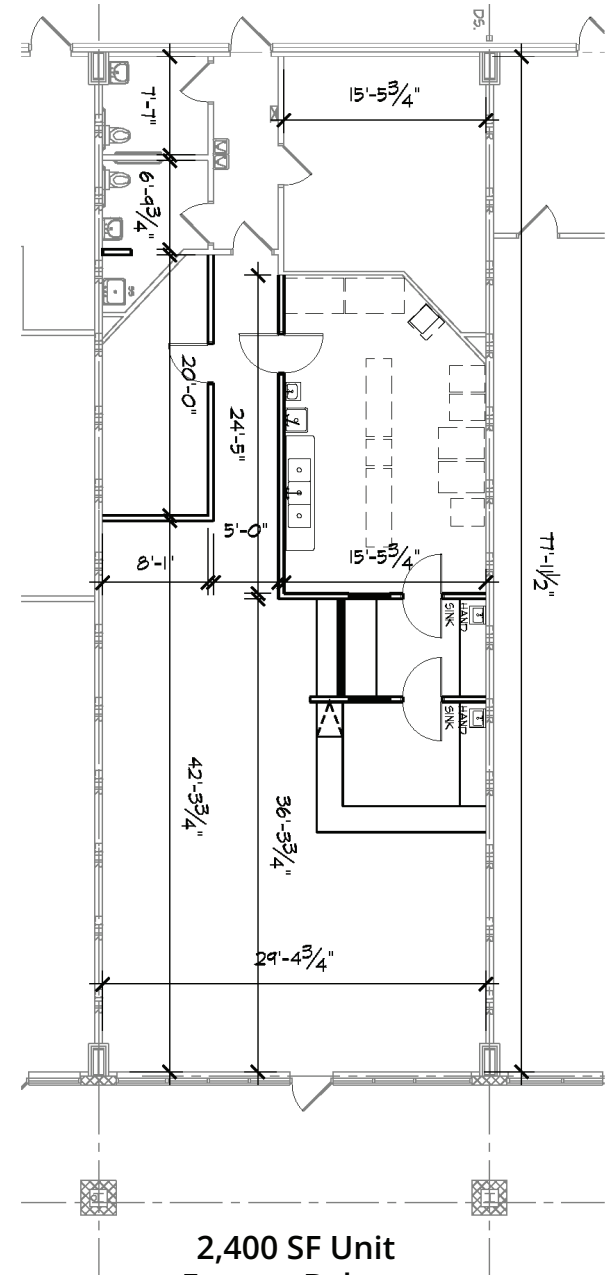 DS.
15'-5 3/4"
7'-7"
6'-9 3/4"
SS
20'-0"
24'-5"
5'-0"
8'-1"
15'-5 3/4"
77'-1 1/2"
HAND
SINK
HAND
SINK
42'-3 3/4"
36'-3 3/4"
29'-4 3/4"
2,400 SF Unit